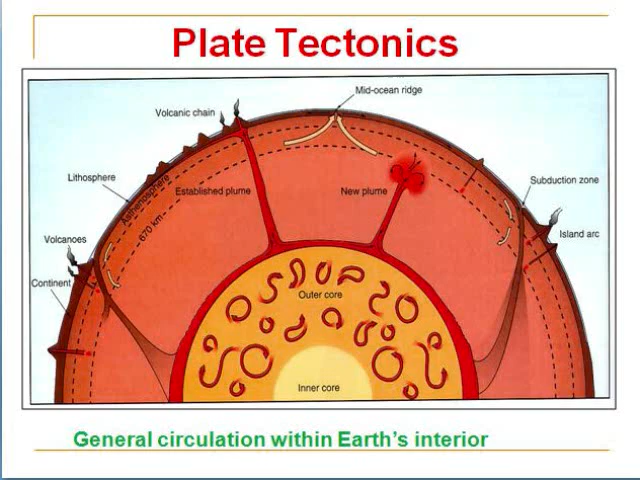 Plate Tectonics
Mid-ocean ridge
Volcanic chain
Lithosphere
Asthenosphere
Established plume
New plume
Subduction zone
670 km
Island arc
Volcanoes
Continent
Outer core
Inner core
General circulation within Earth's interior